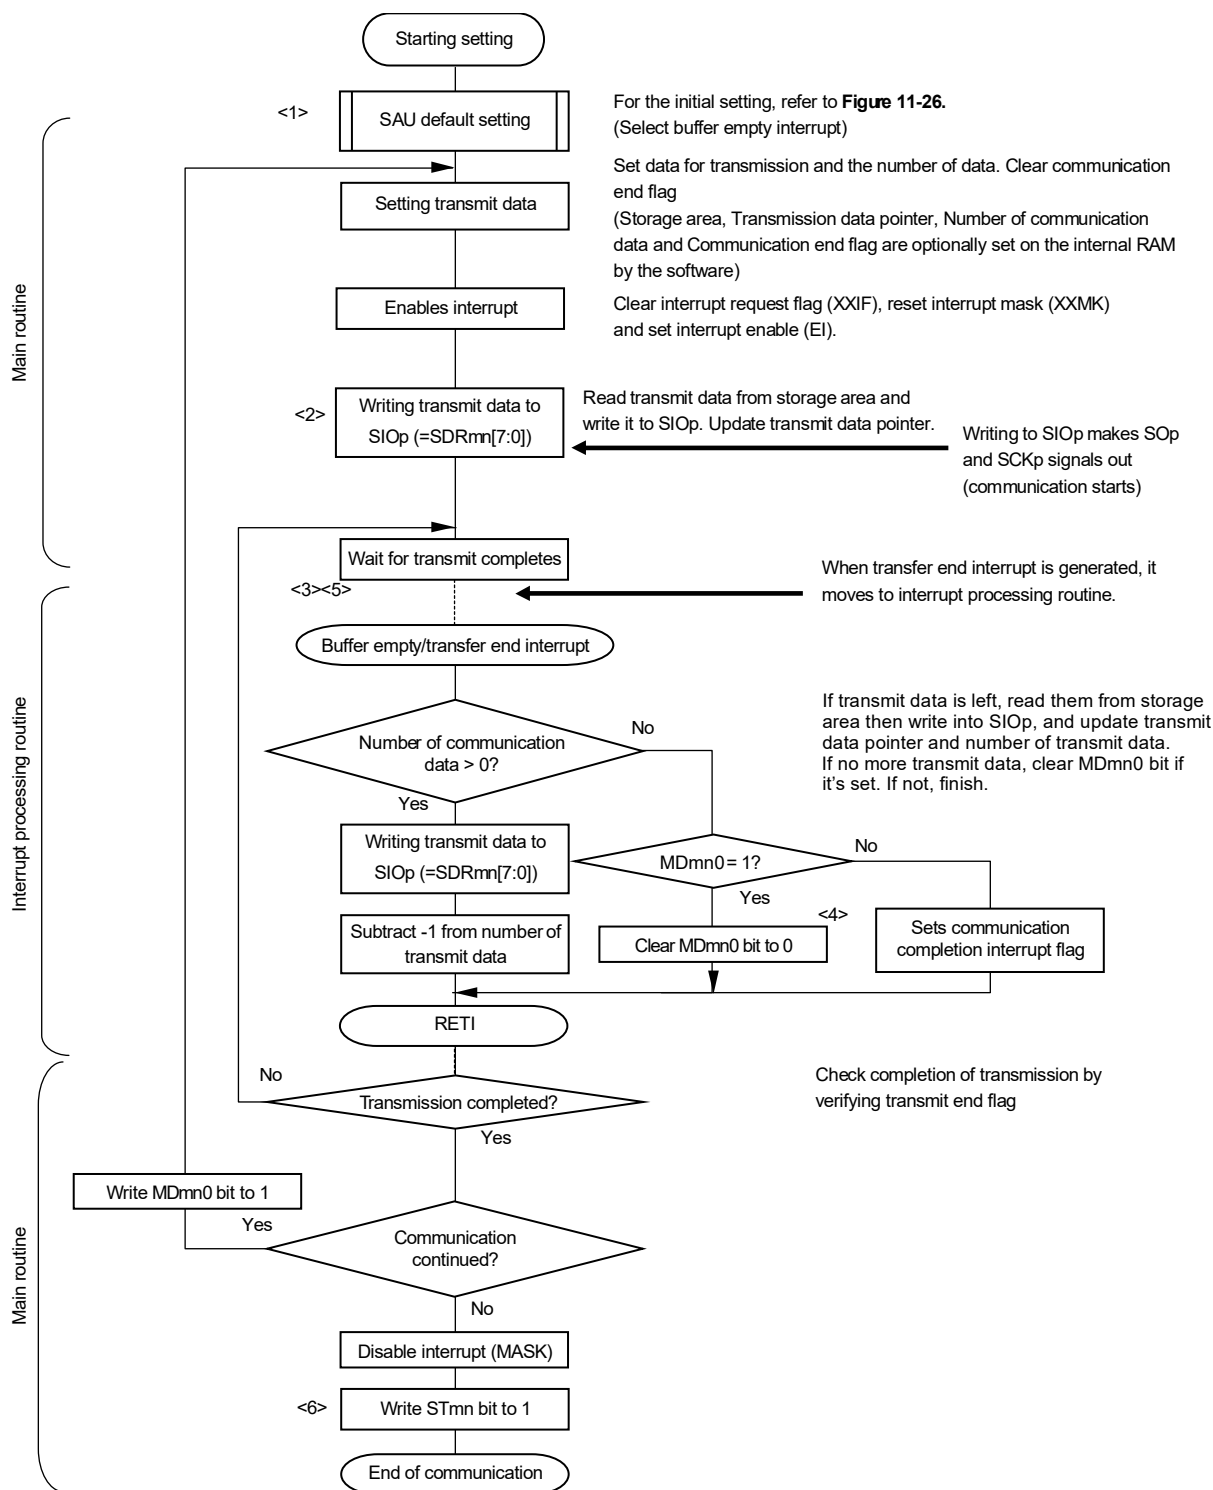 Starting setting
<1>
SAU default setting
For the initial setting, refer to Figure 11-26.
(Select buffer empty interrupt)
Setting transmit data
Set data for transmission and the number of data. Clear communication
end flag
(Storage area, Transmission data pointer, Number of communication
data and Communication end flag are optionally set on the internal RAM
by the software)
Enables interrupt
Clear interrupt request flag (XXIF), reset interrupt mask (XXMK)
and set interrupt enable (EI).
Main routine
<2>
Writing transmit data to
SIOp (=SDRmn[7:0])
Read transmit data from storage area and
write it to SIOp. Update transmit data pointer.
Writing to SIOp makes SOp
and SCKp signals out
(communication starts)
Wait for transmit completes
<3><5>
When transfer end interrupt is generated, it
moves to interrupt processing routine.
Buffer empty/transfer end interrupt
Interrupt processing routine
Number of communication
data > 0?
No
Yes
If transmit data is left, read them from storage
area then write into SIOp, and update transmit
data pointer and number of transmit data.
If no more transmit data, clear MDmn0 bit if
it's set. If not, finish.
Writing transmit data to
SIOp (=SDRmn[7:0])
MDmn0 = 1?
No
Yes
<4>
Subtract -1 from number of
transmit data
Clear MDmn0 bit to 0
Sets communication
completion interrupt flag
RETI
No
Transmission completed?
Yes
Check completion of transmission by
verifying transmit end flag
Main routine
Write MDmn0 bit to 1
Yes
Communication
continued?
No
Disable interrupt (MASK)
<6>
Write STmn bit to 1
End of communication